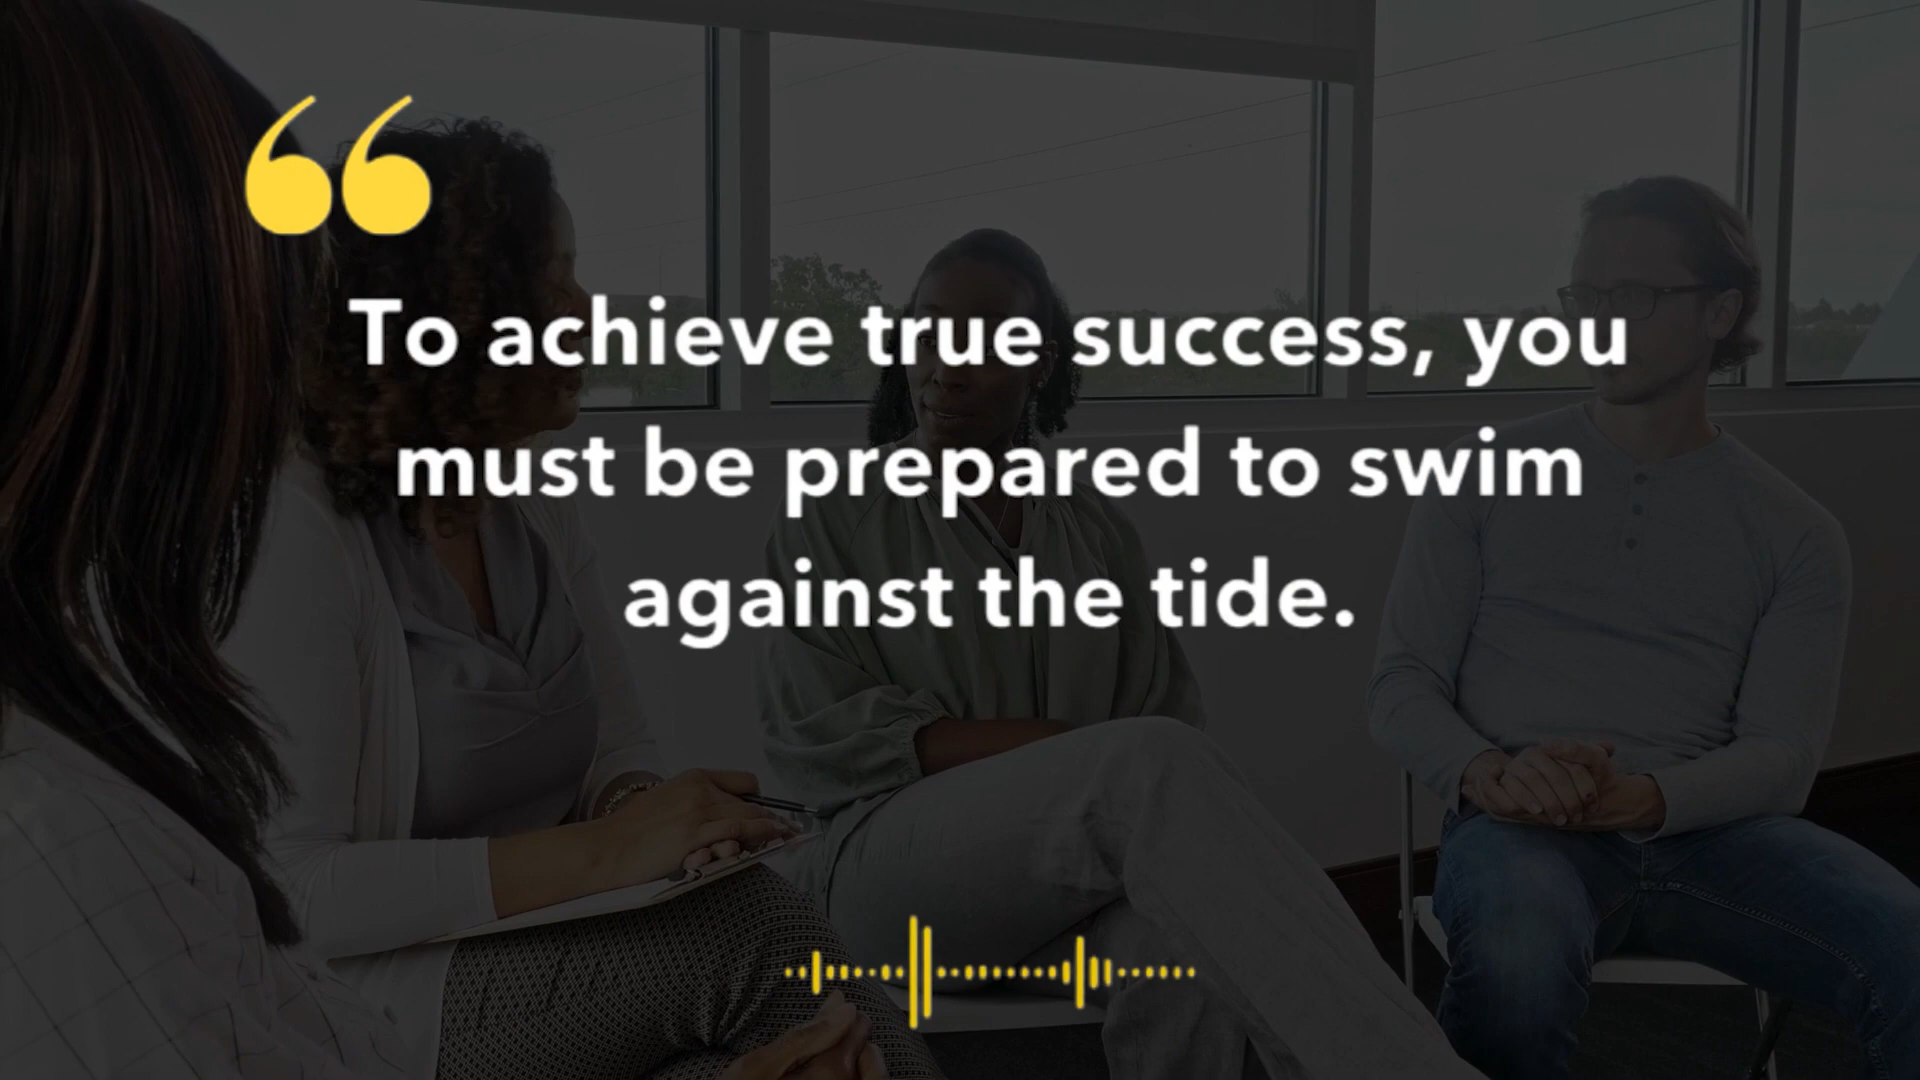 To achieve true success, you
must be prepared to swim
against the tide.